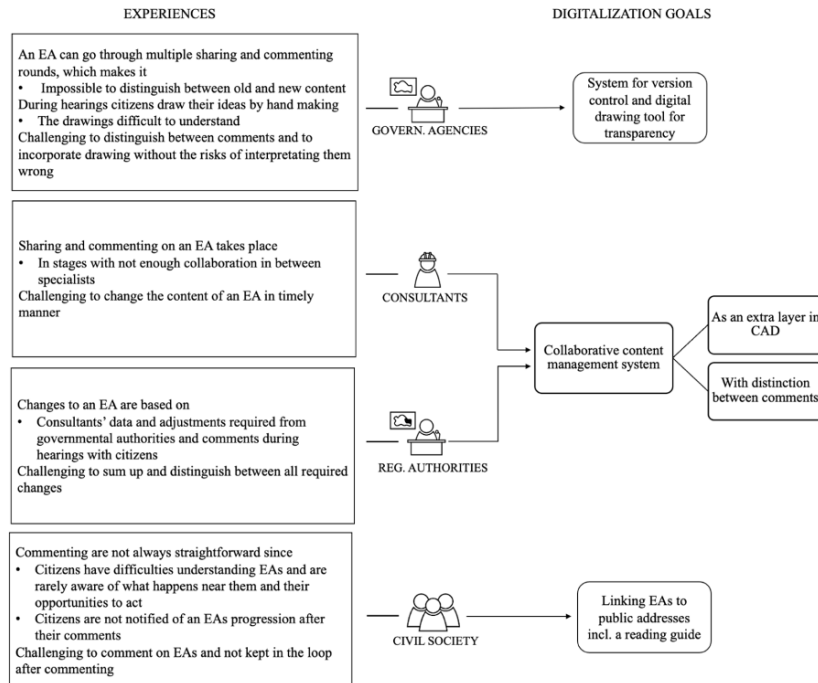 EXPERIENCES
DIGITALIZATION GOALS
An EA can go through multiple sharing and commenting
rounds, which makes it
• Impossible to distinguish between old and new content
During hearings citizens draw their ideas by hand making
• The drawings difficult to understand
Challenging to distinguish between comments and to
incorporate drawing without the risks of interpretating them
wrong
GOVERN. AGENCIES
System for version
control and digital
drawing tool for
transparency
Sharing and commenting on an EA takes place
• In stages with not enough collaboration in between
specialists
Challenging to change the content of an EA in timely
manner
CONSULTANTS
Collaborative content
management system
As an extra layer in
CAD
With distinction
between comments
Changes to an EA are based on
• Consultants' data and adjustments required from
governmental authorities and comments during
hearings with citizens
Challenging to sum up and distinguish between all required
changes
REG. AUTHORITIES
Commenting are not always straightforward since
• Citizens have difficulties understanding EAs and are
rarely aware of what happens near them and their
opportunities to act
• Citizens are not notified of an EAs progression after
their comments
Challenging to comment on EAs and not kept in the loop
after commenting
CIVIL SOCIETY
Linking EAs to
public addresses
incl. a reading guide